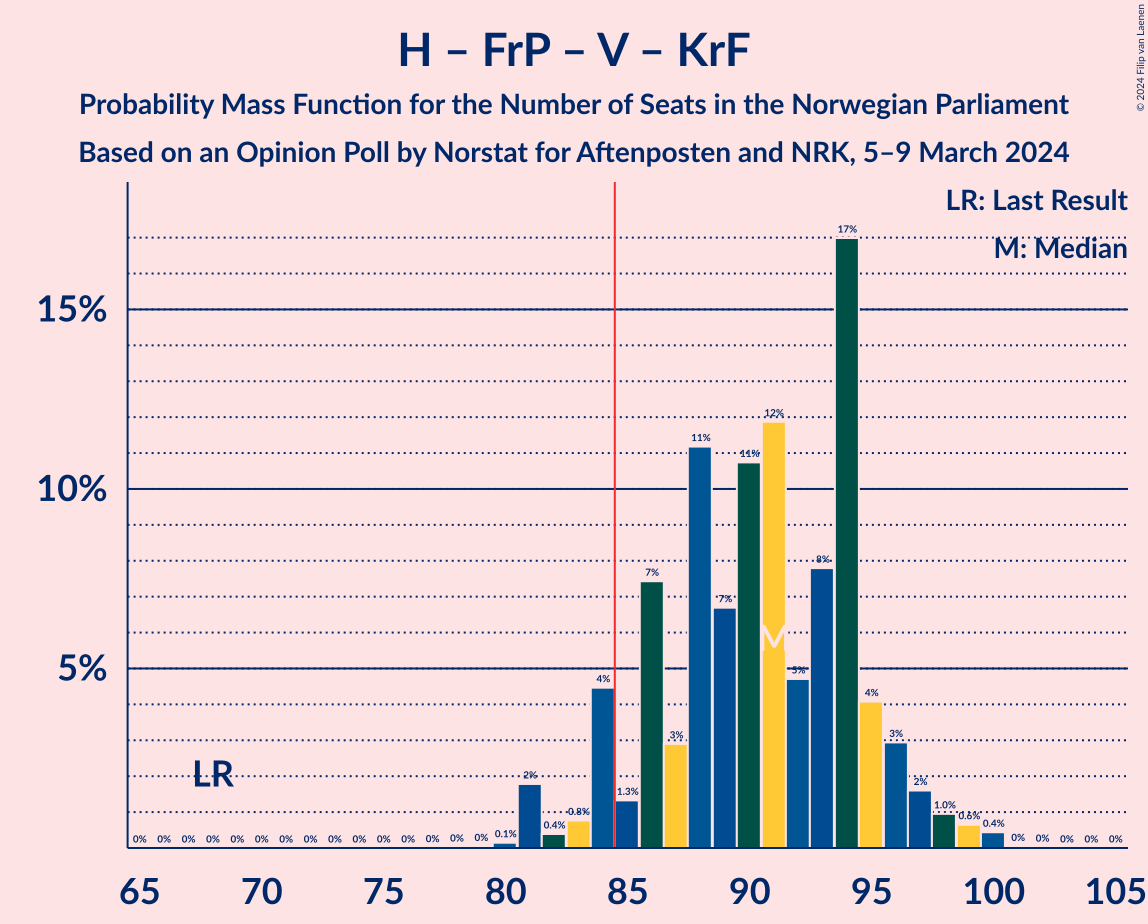 H – FrP – V – KrF
Probability Mass Function for the Number of Seats in the Norwegian Parliament
Based on an Opinion Poll by Norstat for Aftenposten and NRK, 5–9 March 2024
© 2024 Filip van Laenen
LR: Last Result
M: Median
15%
10%
5%
LR
M
0% 0% 0% 0% 0% 0% 0% 0% 0% 0% 0% 0% 0% 0% 0% 0.1% 2% 0.4% 0.8% 4% 1.3% 7% 3% 11% 7% 11% 12% 5% 8% 17% 4% 3% 2% 1.0% 0.6% 0.4% 0% 0% 0% 0% 0%
65 70 75 80 85 90 95 100 105